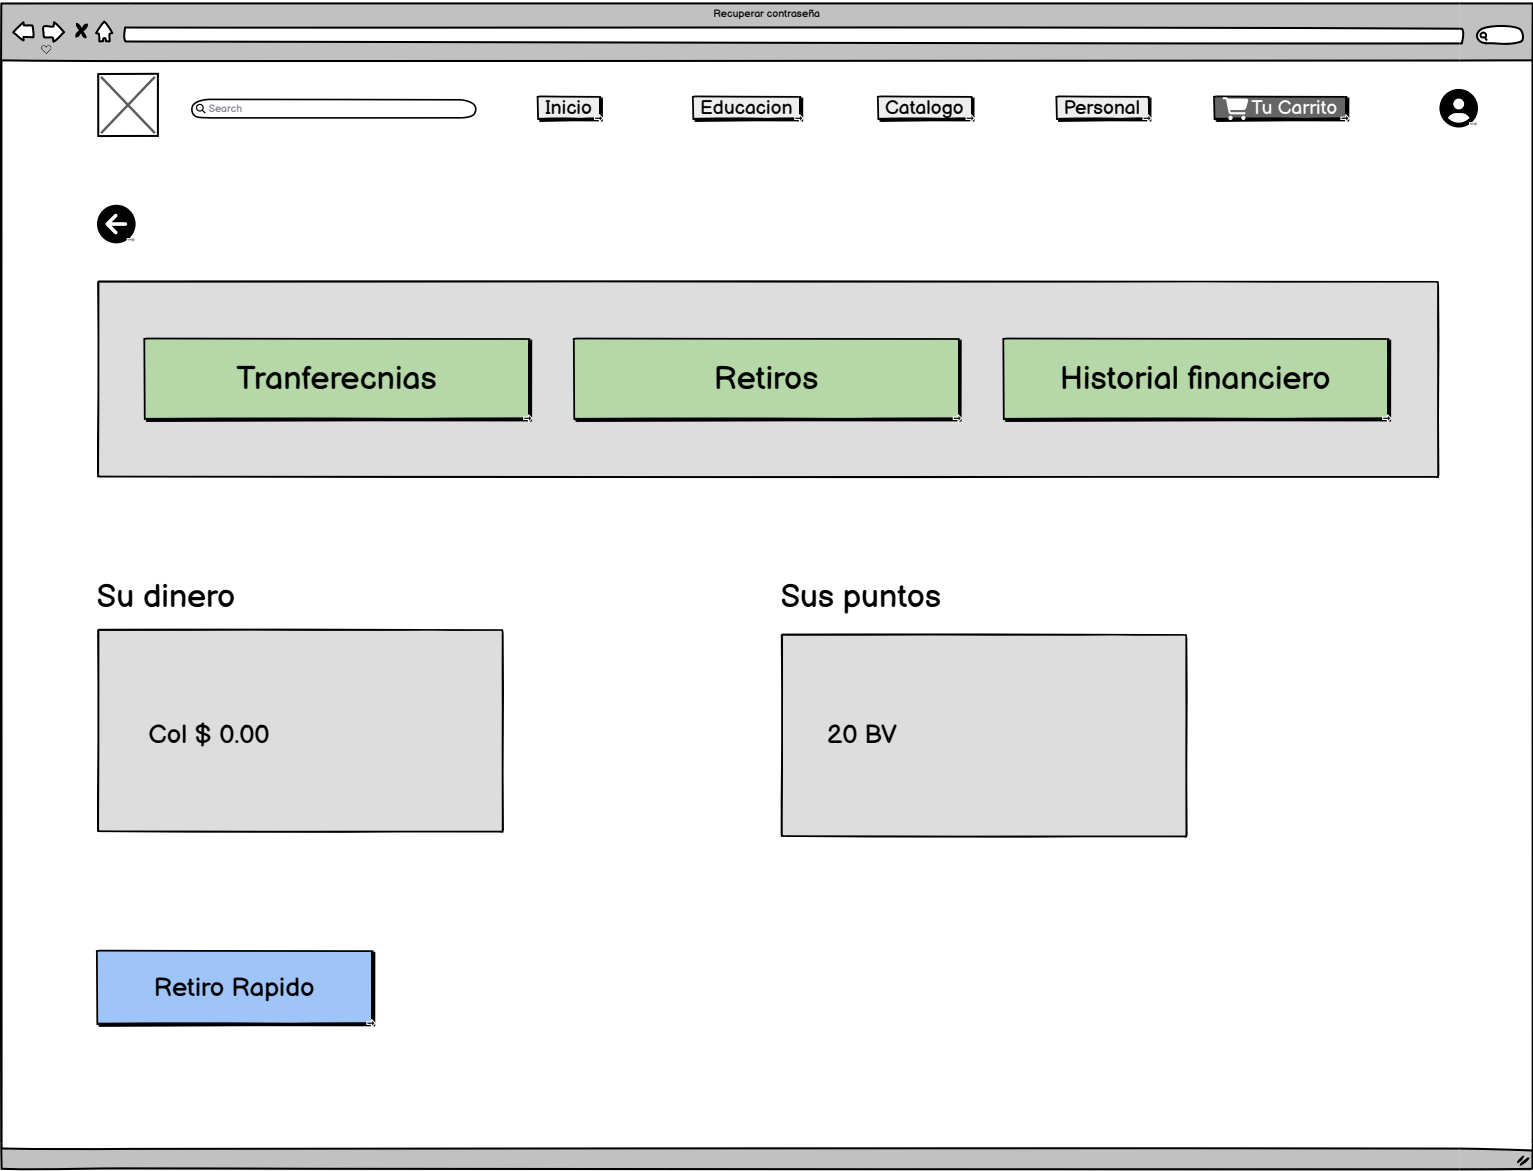 Recuperar contraseña
Search
Inicio
Educacion
Catalogo
Personal
Tu Carrito
Tranferecnias
Retiros
Historial financiero
Su dinero
Sus puntos
Col $ 0.00
20 BV
Retiro Rapido